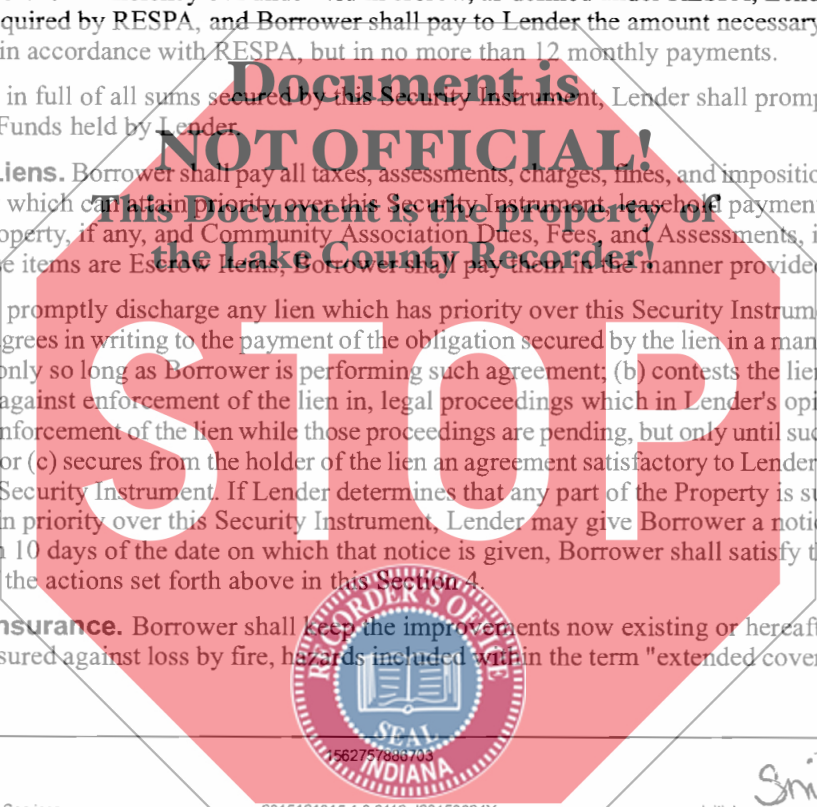 quired by RESPA, and Borrower shall pay to Lender the amount necessary
in accordance with RESPA, but in no more than 12 monthly payments.
Document is
in full of all sums secured by this Security Instrument, Lender shall promp
Funds held by Lender.
NOT OFFICIAL!
Liens. Borrower shall pay all taxes, assessments, charges, fines, and impositio
which can attain priority over this Security Instrument, leasehold payment
This Document is the property of
operty, if any, and Community Association Dues, Fees, and Assessments, i
the Lake County Recorder!
e items are Escrow Items, Borrower shall pay them in the manner provided
promptly discharge any lien which has priority over this Security Instrum
grees in writing to the payment of the obligation secured by the lien in a man
only so long as Borrower is performing such agreement; (b) contests the lien
against enforcement of the lien in, legal proceedings which in Lender's opi
nforcement of the lien while those proceedings are pending, but only until suc
or (c) secures from the holder of the lien an agreement satisfactory to Lender
Security Instrument. If Lender determines that any part of the Property is su
in priority over this Security Instrument, Lender may give Borrower a notic
n 10 days of the date on which that notice is given, Borrower shall satisfy t
the actions set forth above in this Section 4.
STOP
nsurance. Borrower shall keep the improvements now existing or hereaft
sured against loss by fire, hazards included within the term "extended cover
RECORDER'S OFFICE
SEAL
INDIANA
1562757886703